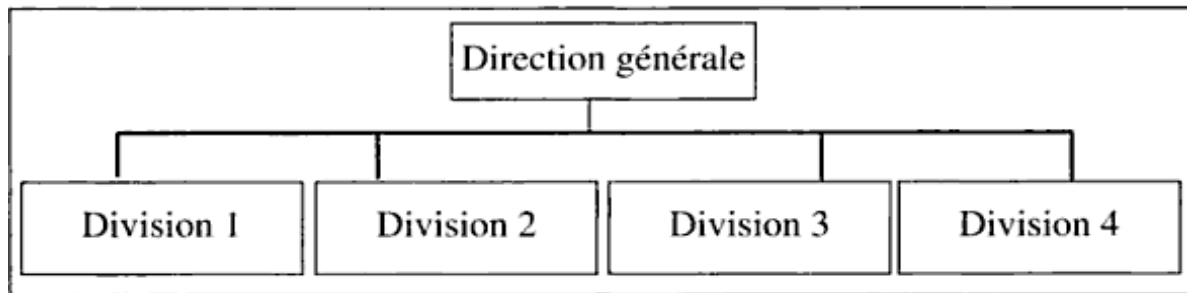 Direction générale
Division 1
Division 2
Division 3
Division 4